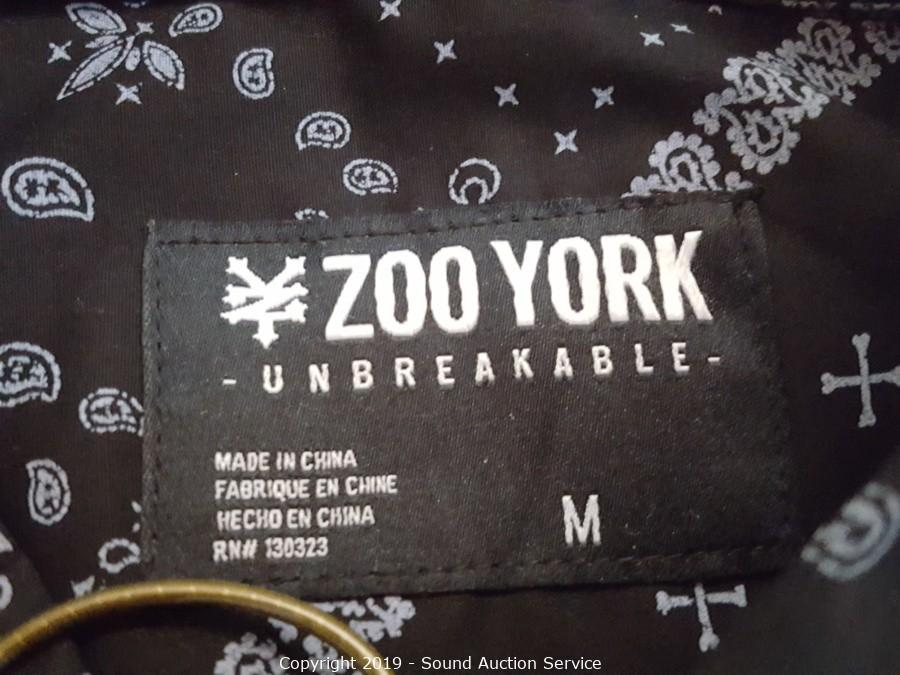 ZOO YORK
- UNBREAKABLE -
MADE IN CHINA
FABRIQUE EN CHINE
HECHO EN CHINA
RN# 130323
M
Copyright 2019 - Sound Auction Service